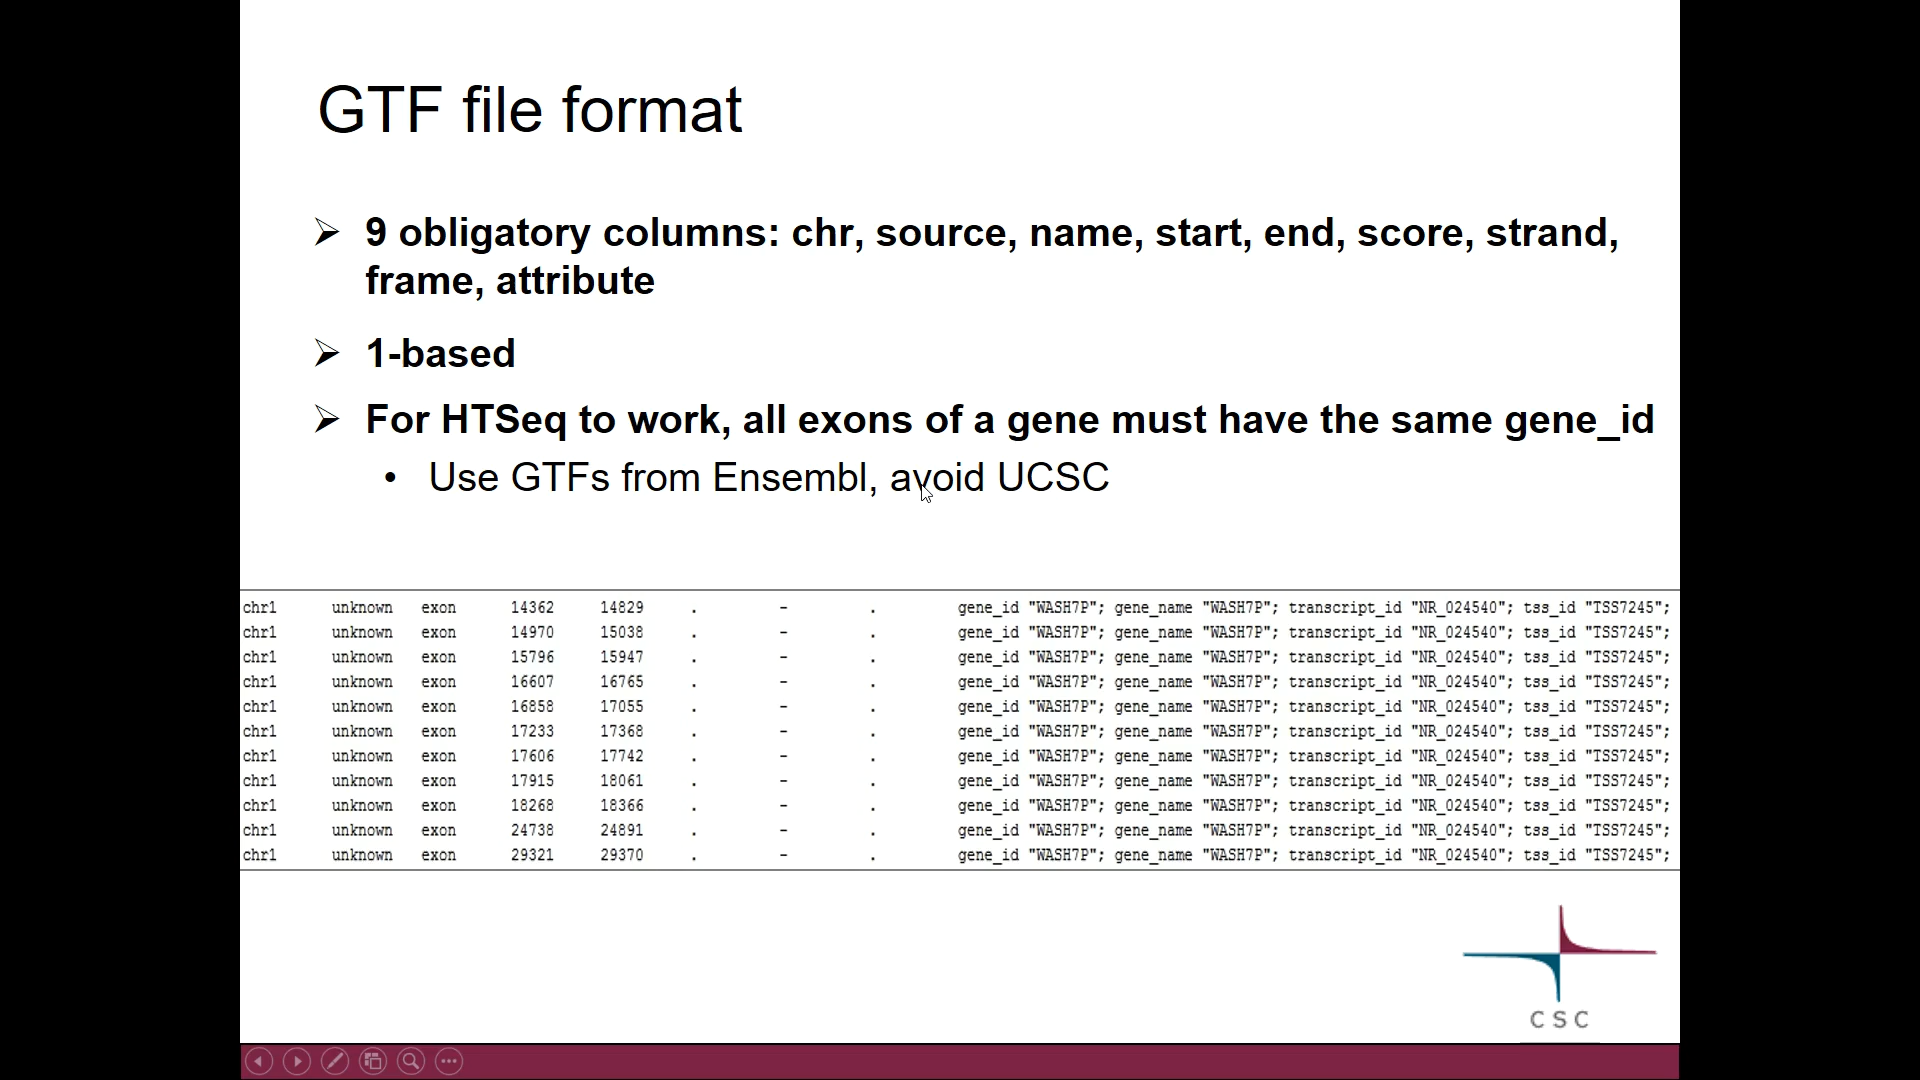 GTF file format
9 obligatory columns: chr, source, name, start, end, score, strand,
frame, attribute
1-based
For HTSeq to work, all exons of a gene must have the same gene_id
• Use GTFs from Ensembl, avoid UCSC
chr1 unknown exon 14362 14829 . - . gene_id "WASH7P"; gene_name "WASH7P"; transcript_id "NR_024540"; tss_id "TSS7245";
chr1 unknown exon 14970 15038 . - . gene_id "WASH7P"; gene_name "WASH7P"; transcript_id "NR_024540"; tss_id "TSS7245";
chr1 unknown exon 15796 15947 . - . gene_id "WASH7P"; gene_name "WASH7P"; transcript_id "NR_024540"; tss_id "TSS7245";
chr1 unknown exon 16607 16765 . - . gene_id "WASH7P"; gene_name "WASH7P"; transcript_id "NR_024540"; tss_id "TSS7245";
chr1 unknown exon 16858 17055 . - . gene_id "WASH7P"; gene_name "WASH7P"; transcript_id "NR_024540"; tss_id "TSS7245";
chr1 unknown exon 17233 17368 . - . gene_id "WASH7P"; gene_name "WASH7P"; transcript_id "NR_024540"; tss_id "TSS7245";
chr1 unknown exon 17606 17742 . - . gene_id "WASH7P"; gene_name "WASH7P"; transcript_id "NR_024540"; tss_id "TSS7245";
chr1 unknown exon 17915 18061 . - . gene_id "WASH7P"; gene_name "WASH7P"; transcript_id "NR_024540"; tss_id "TSS7245";
chr1 unknown exon 18268 18366 . - . gene_id "WASH7P"; gene_name "WASH7P"; transcript_id "NR_024540"; tss_id "TSS7245";
chr1 unknown exon 24738 24891 . - . gene_id "WASH7P"; gene_name "WASH7P"; transcript_id "NR_024540"; tss_id "TSS7245";
chr1 unknown exon 29321 29370 . - . gene_id "WASH7P"; gene_name "WASH7P"; transcript_id "NR_024540"; tss_id "TSS7245";
CSC